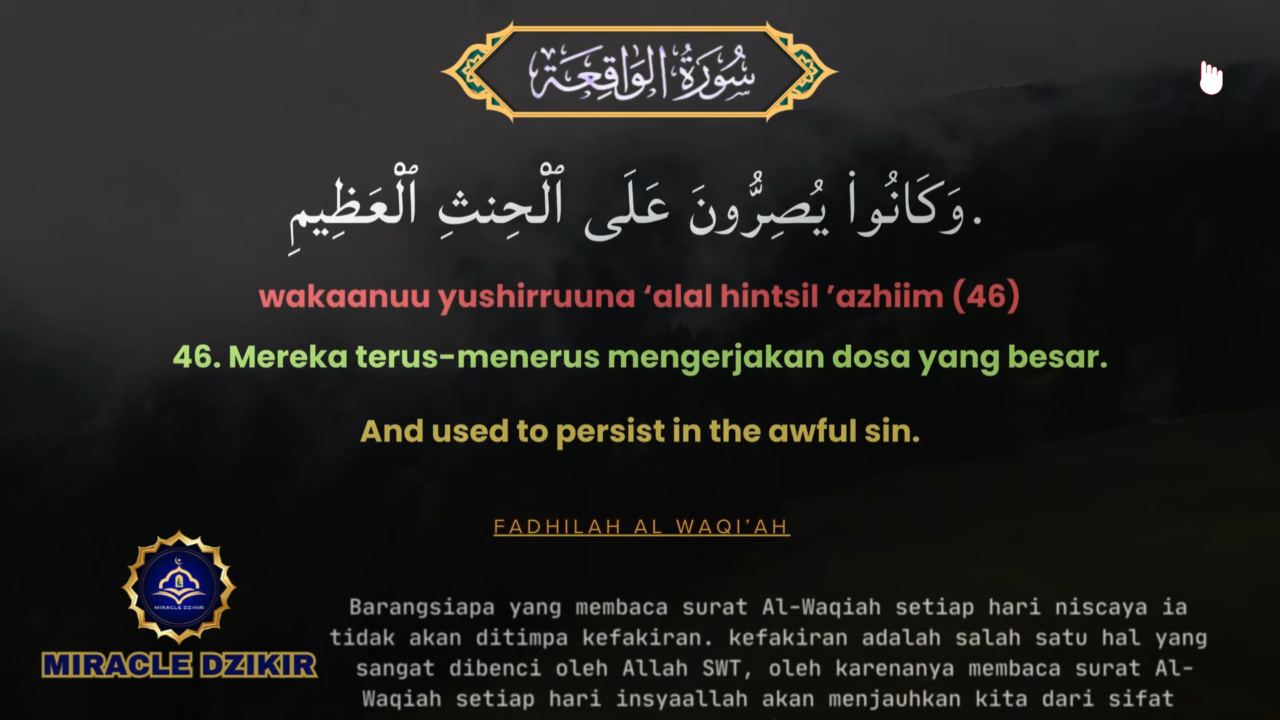 سُورَةُ الوَاقِعَة
وَكَانُوا۟ يُصِرُّونَ عَلَى ٱلْحِنثِ ٱلْعَظِيمِ.
wakaanuu yushirruuna ‘alal hintsil ’azhiim (46)
46. Mereka terus-menerus mengerjakan dosa yang besar.
And used to persist in the awful sin.
FADHILAH AL WAQI’AH
MIRACLE DZIKIR
MIRACLE DZIKIR
Barangsiapa yang membaca surat Al-Waqiah setiap hari niscaya ia
tidak akan ditimpa kefakiran. kefakiran adalah salah satu hal yang
sangat dibenci oleh Allah SWT, oleh karenanya membaca surat Al-
Waqiah setiap hari insyaallah akan menjauhkan kita dari sifat